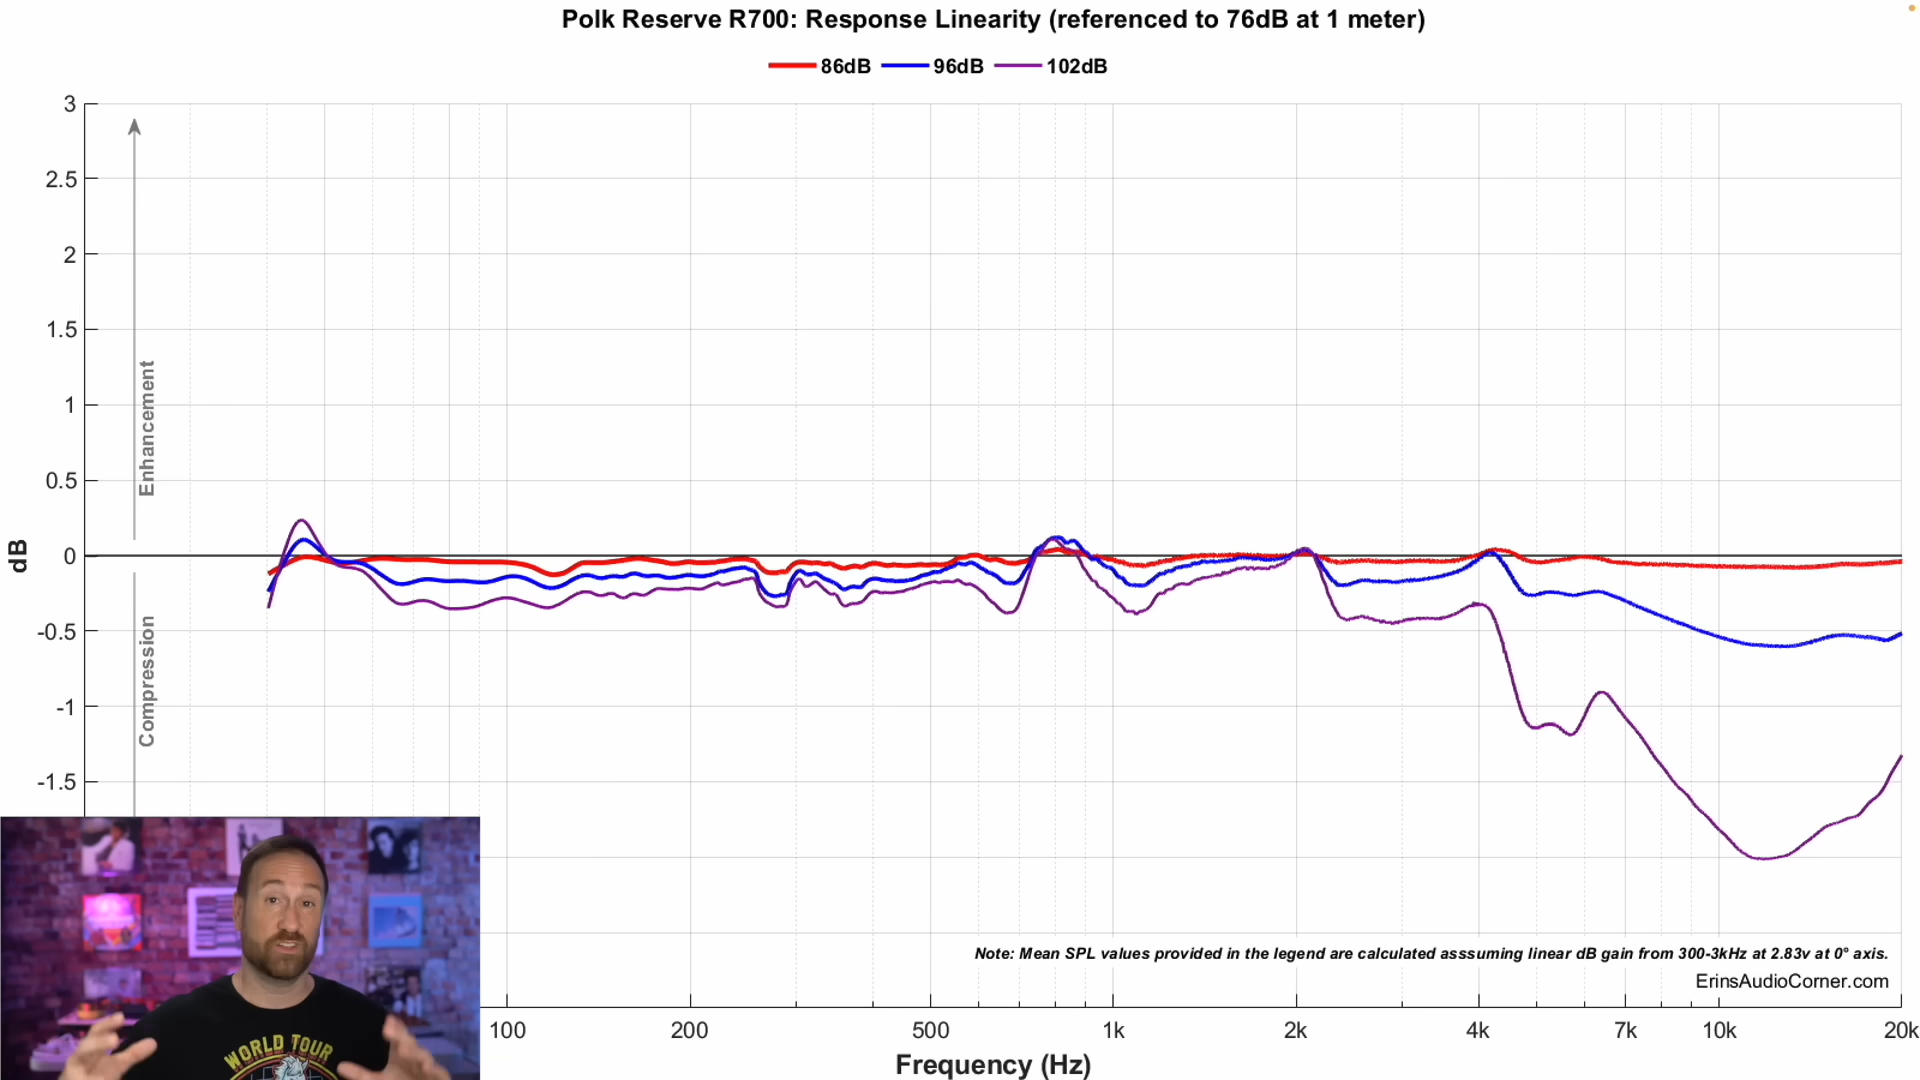 Polk Reserve R700: Response Linearity (referenced to 76dB at 1 meter)
86dB 96dB 102dB
3
2.5
2
1.5
1
0.5
0
-0.5
-1
-1.5
dB
Enhancement
Compression
Note: Mean SPL values provided in the legend are calculated asssuming linear dB gain from 300-3kHz at 2.83v at 0° axis.
ErinsAudioCorner.com
100 200 500 1k 2k 4k 7k 10k 20k
Frequency (Hz)
WORLD TOUR